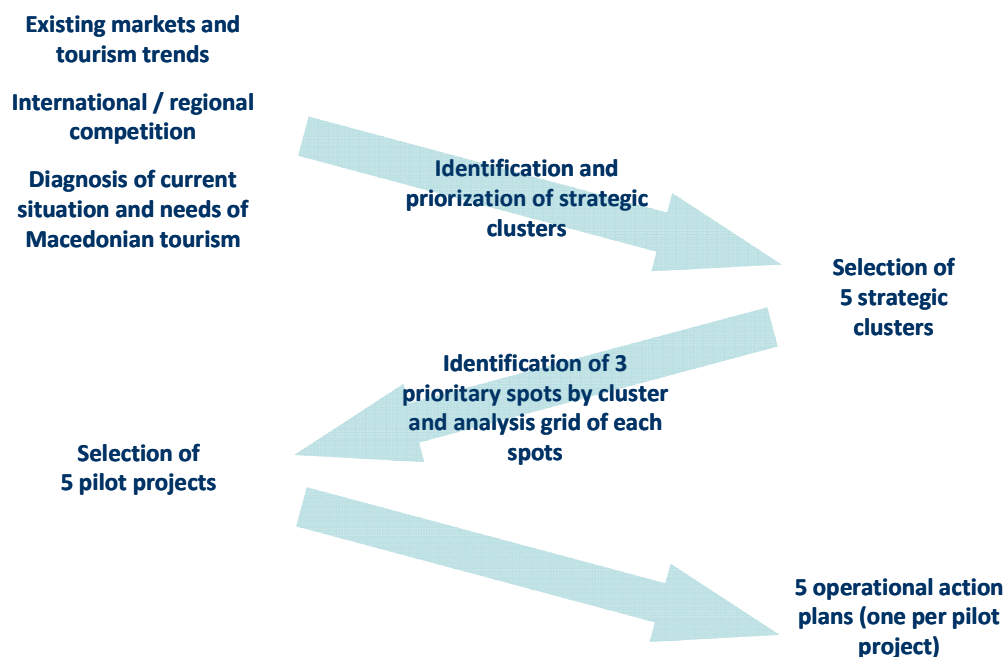 Existing markets and
tourism trends
International / regional
competition
Diagnosis of current
situation and needs of
Macedonian tourism
Identification and
priorization of strategic
clusters
Selection of
5 strategic
clusters
Identification of 3
prioritary spots by cluster
and analysis grid of each
spots
Selection of
5 pilot projects
5 operational action
plans (one per pilot
project)